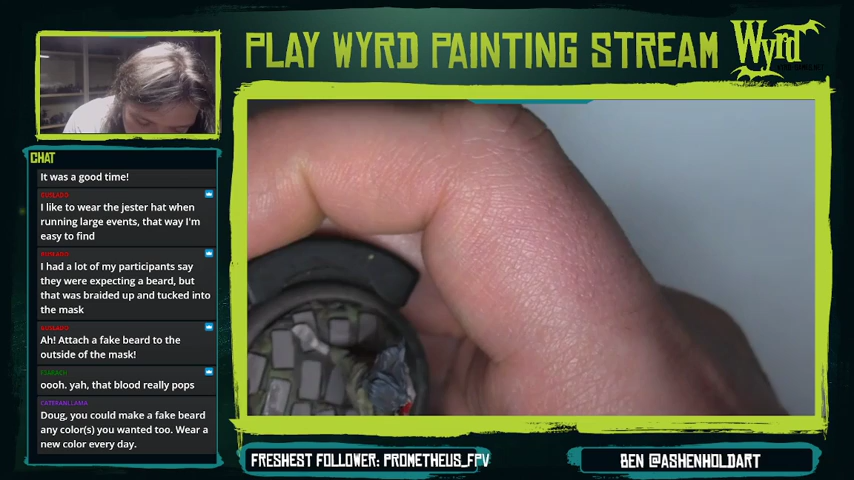 PLAY WYRD PAINTING STREAM
Wyrd
CHAT
It was a good time!
I like to wear the jester hat when
running large events, that way I'm
easy to find
I had a lot of my participants say
they were expecting a beard, but
that was braided up and tucked into
the mask
Ah! Attach a fake beard to the
outside of the mask!
oooh. yah, that blood really pops
CATERANLLAMA
Doug, you could make a fake beard
any color(s) you wanted too. Wear a
new color every day.
FRESHEST FOLLOWER: PROMETHEUS_FPV
BEN @ASHENHOLDART